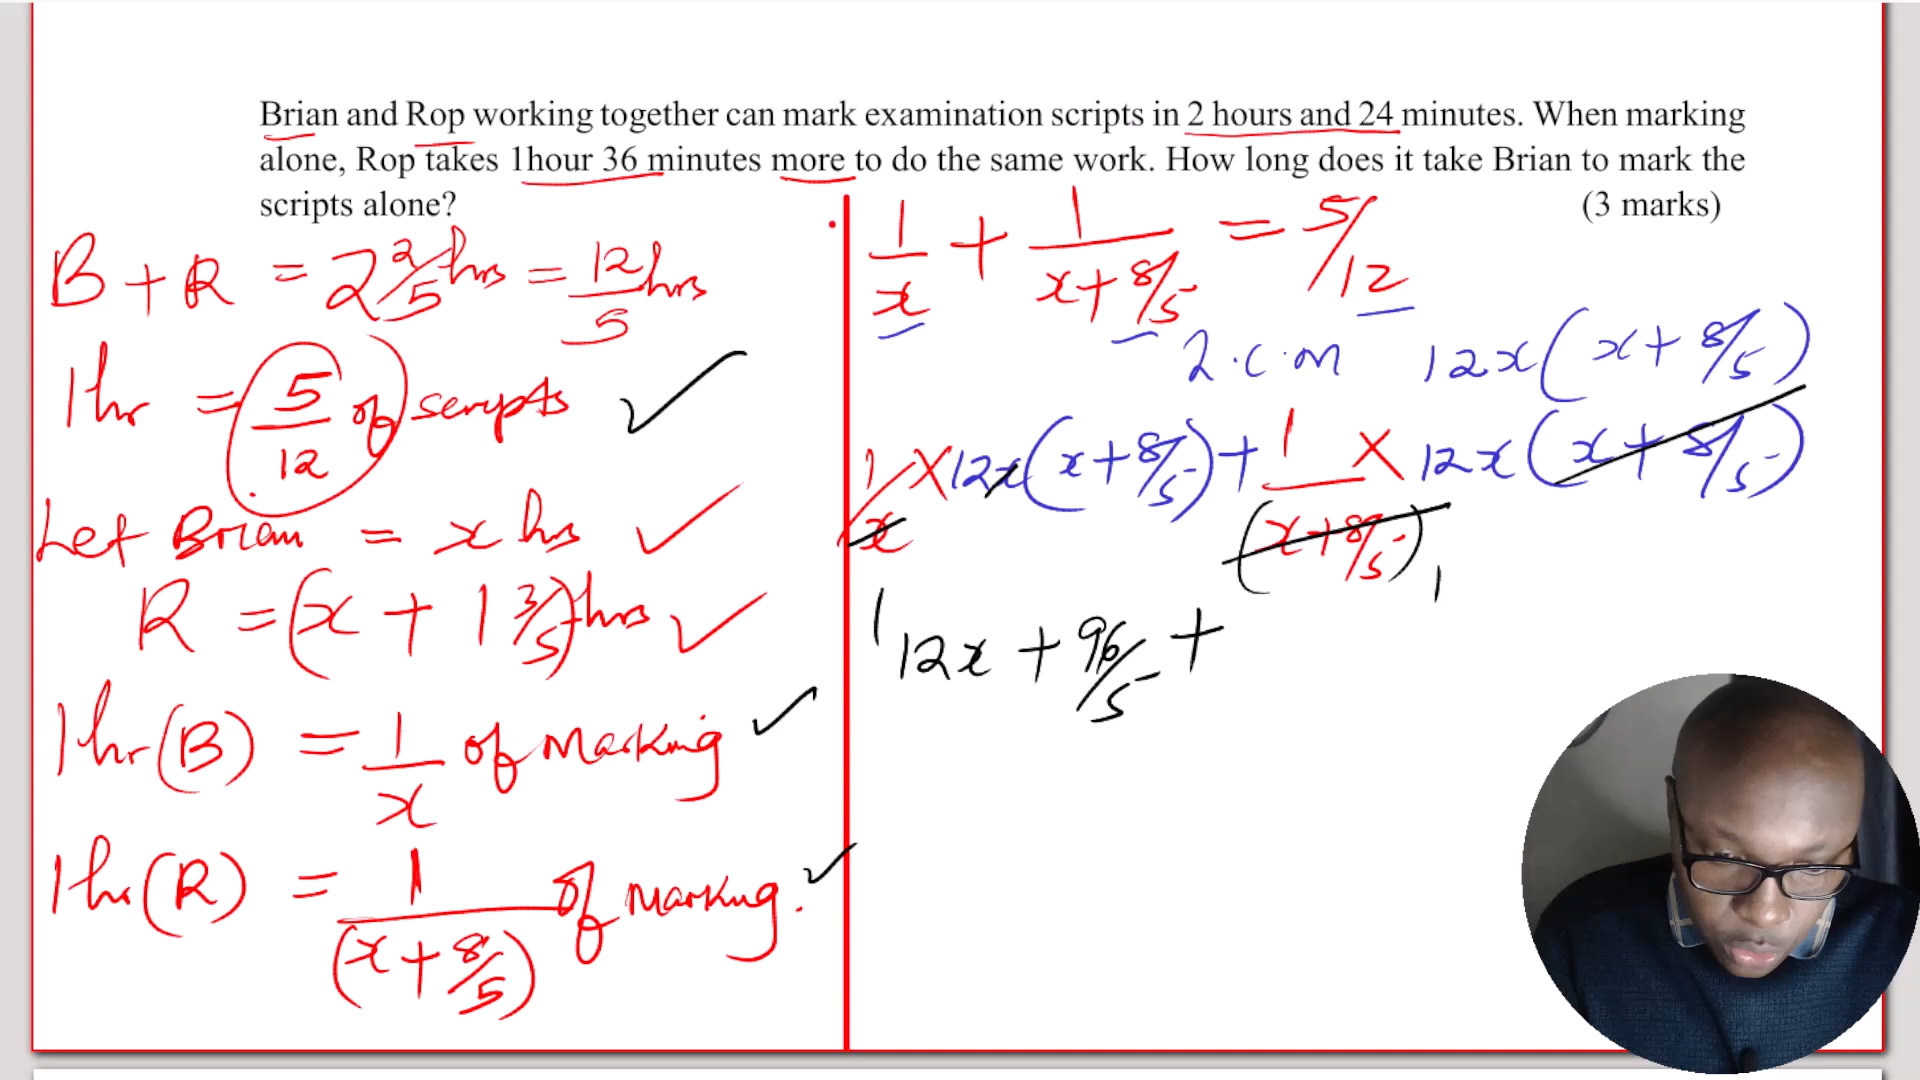 Brian and Rop working together can mark examination scripts in 2 hours and 24 minutes. When marking
alone, Rop takes 1hour 36 minutes more to do the same work. How long does it take Brian to mark the
scripts alone? (3 marks)
B + R = 2 2/5 hrs = 12/5 hrs
1hr = 5/12 of scripts ✓
Let Brian = x hrs ✓
R = (x + 1 3/5) hrs ✓
1hr (B) = 1/x of marking ✓
1hr (R) = 1/(x + 8/5) of marking. ✓
1/x + 1/(x + 8/5) = 5/12
L.C.M 12x (x + 8/5)
1/x × 12x (x + 8/5) + 1/(x + 8/5) × 12x (x + 8/5)
1 1
12x + 96/5 +